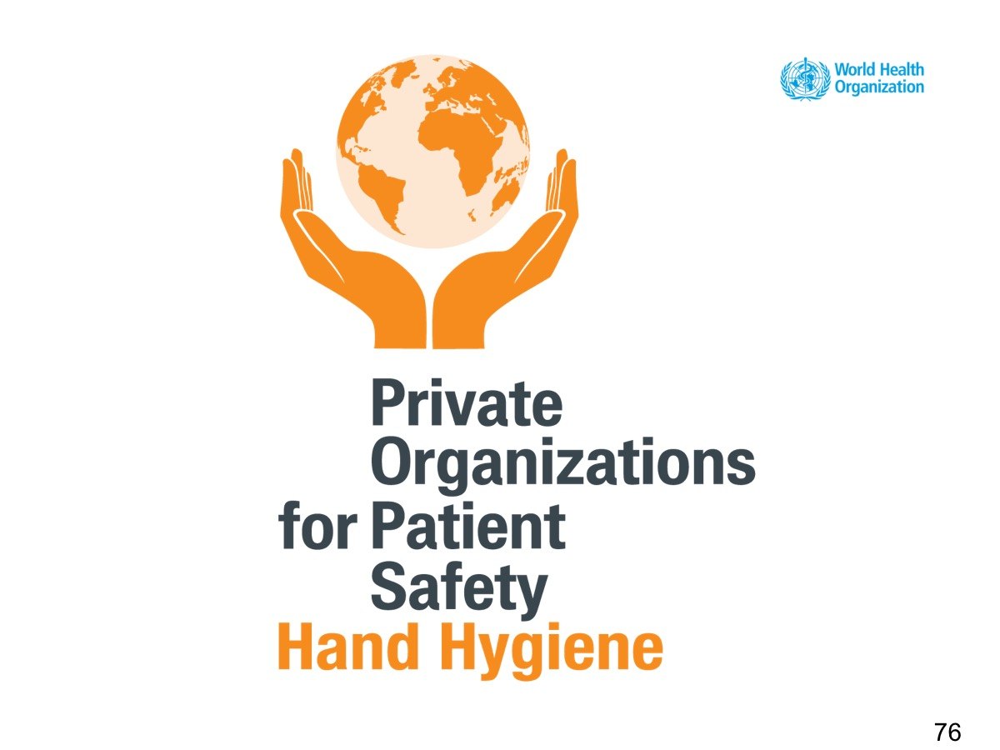 World Health
Organization
Private
Organizations
for Patient
Safety
Hand Hygiene
76